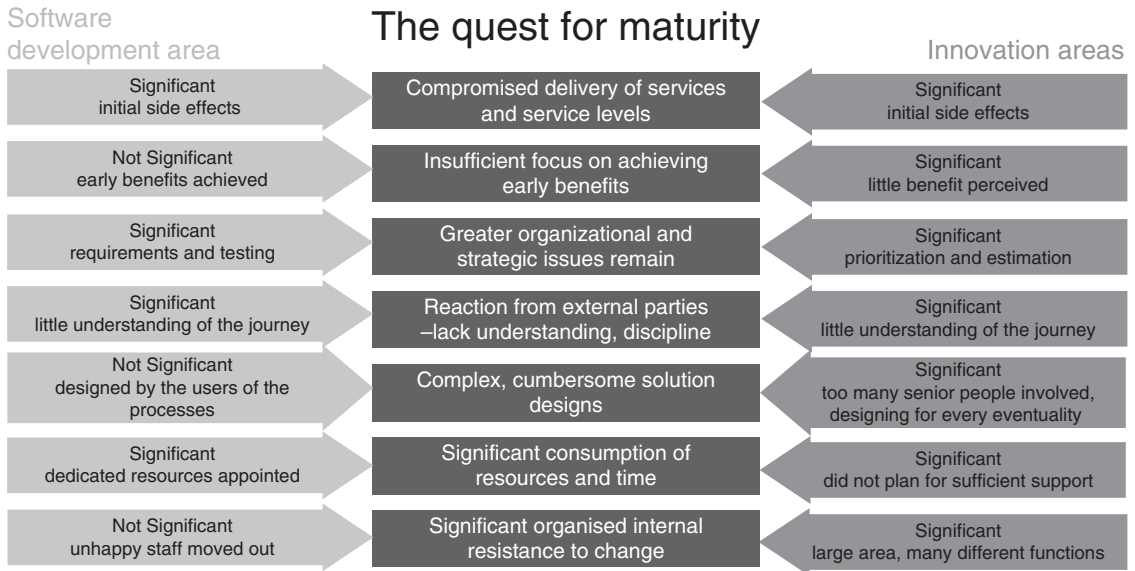 Software
development area
The quest for maturity
Innovation areas
Significant
initial side effects
Compromised delivery of services
and service levels
Significant
initial side effects
Not Significant
early benefits achieved
Insufficient focus on achieving
early benefits
Significant
little benefit perceived
Significant
requirements and testing
Greater organizational and
strategic issues remain
Significant
prioritization and estimation
Significant
little understanding of the journey
Reaction from external parties
–lack understanding, discipline
Significant
little understanding of the journey
Not Significant
designed by the users of the
processes
Complex, cumbersome solution
designs
Significant
too many senior people involved,
designing for every eventuality
Significant
dedicated resources appointed
Significant consumption of
resources and time
Significant
did not plan for sufficient support
Not Significant
unhappy staff moved out
Significant organised internal
resistance to change
Significant
large area, many different functions